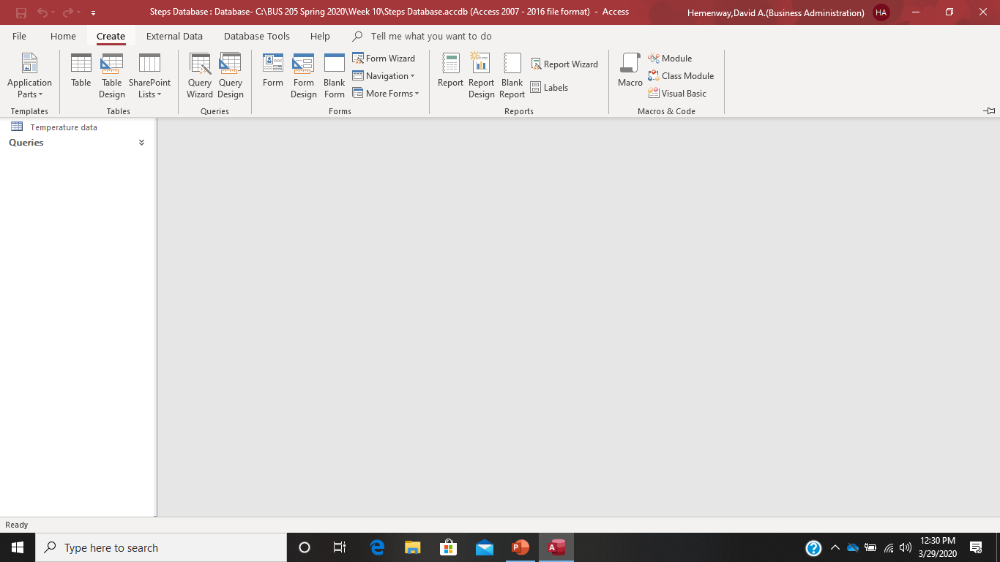 Steps Database : Database- C:\BUS 205 Spring 2020\Week 10\Steps Database.accdb (Access 2007 - 2016 file format)  -  Access
Hemenway,David A.(Business Administration)
HA
File Home Create External Data Database Tools Help Tell me what you want to do
Application Parts
Templates
Table
Table Design
SharePoint Lists
Tables
Query Wizard
Query Design
Queries
Form
Form Design
Blank Form
Form Wizard
Navigation
More Forms
Forms
Report
Report Design
Blank Report
Report Wizard
Labels
Reports
Macro
Module
Class Module
Visual Basic
Macros & Code
Temperature data
Queries
Ready
Type here to search
12:30 PM
3/29/2020